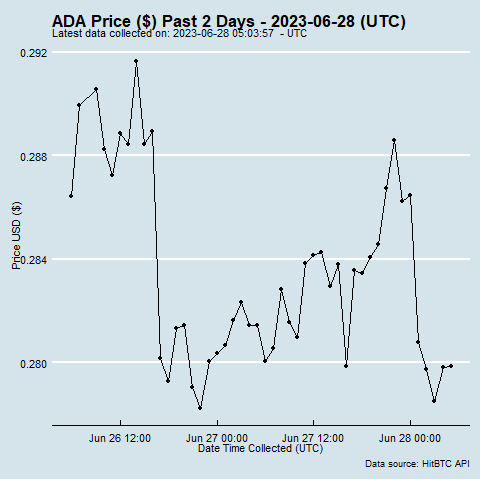 ADA Price ($) Past 2 Days - 2023-06-28 (UTC)
Latest data collected on: 2023-06-28 05:03:57  - UTC
0.292
0.288
0.284
0.280
Price USD ($)
Jun 26 12:00 Jun 27 00:00 Jun 27 12:00 Jun 28 00:00
Date Time Collected (UTC)
Data source: HitBTC API